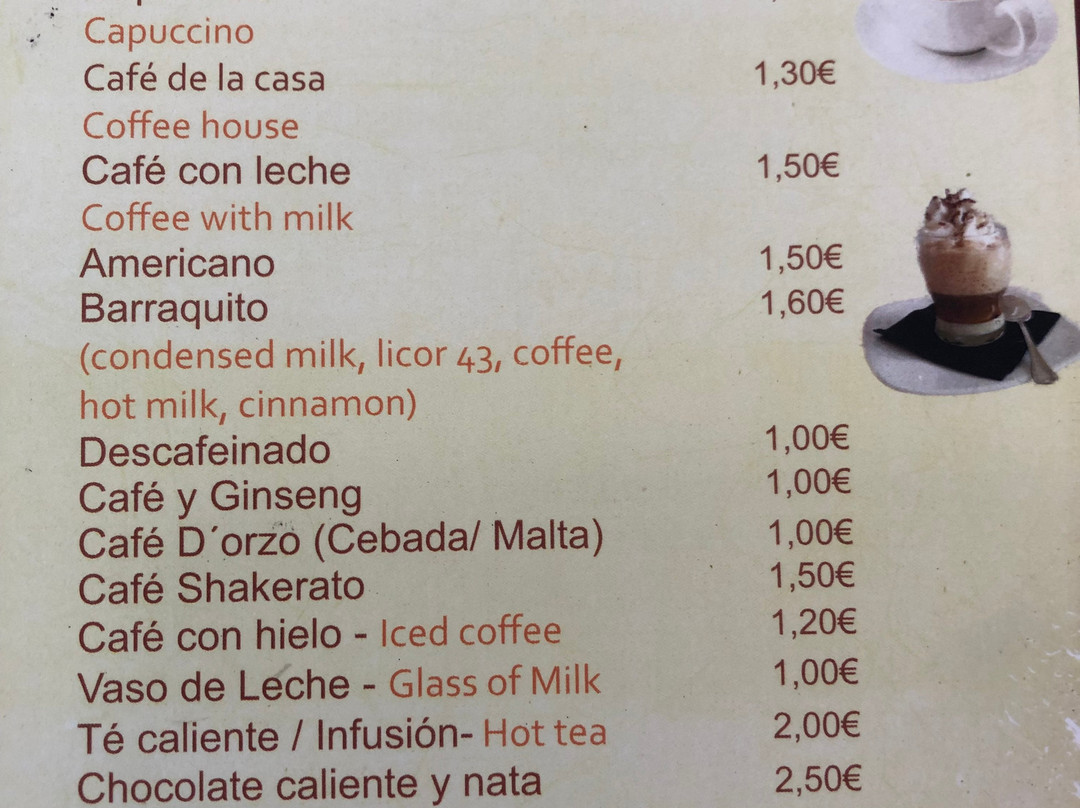 Capuccino
Café de la casa 1,30€
Coffee house
Café con leche 1,50€
Coffee with milk
Americano 1,50€
Barraquito 1,60€
(condensed milk, licor 43, coffee,
hot milk, cinnamon)
Descafeinado 1,00€
Café y Ginseng 1,00€
Café D´orzo (Cebada/ Malta) 1,00€
Café Shakerato 1,50€
Café con hielo - Iced coffee 1,20€
Vaso de Leche - Glass of Milk 1,00€
Té caliente / Infusión- Hot tea 2,00€
Chocolate caliente y nata 2,50€